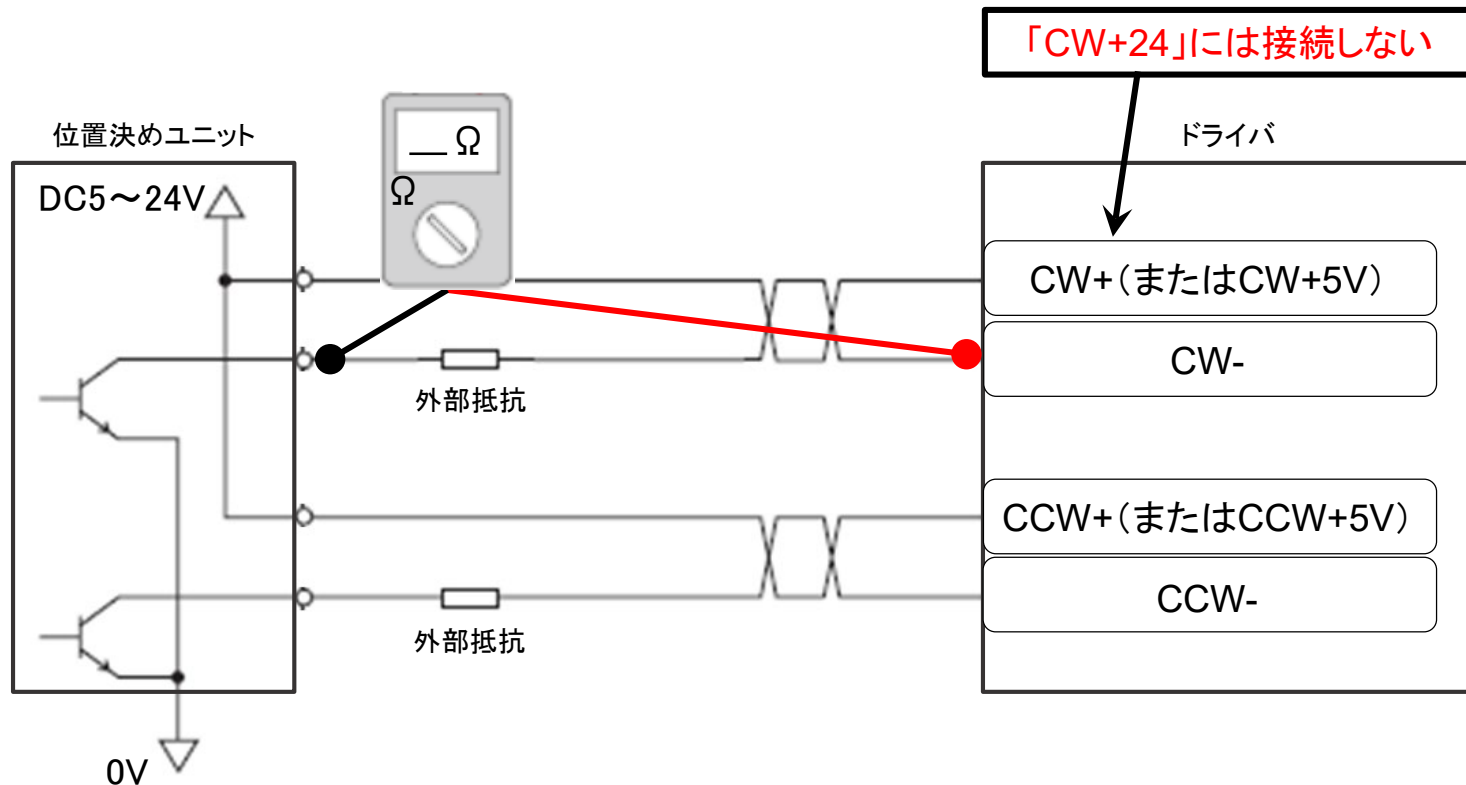 「CW+24」には接続しない
位置決めユニット
ドライバ
DC5～24V
__ Ω
Ω
CW+(またはCW+5V)
CW-
外部抵抗
CCW+(またはCCW+5V)
CCW-
外部抵抗
0V